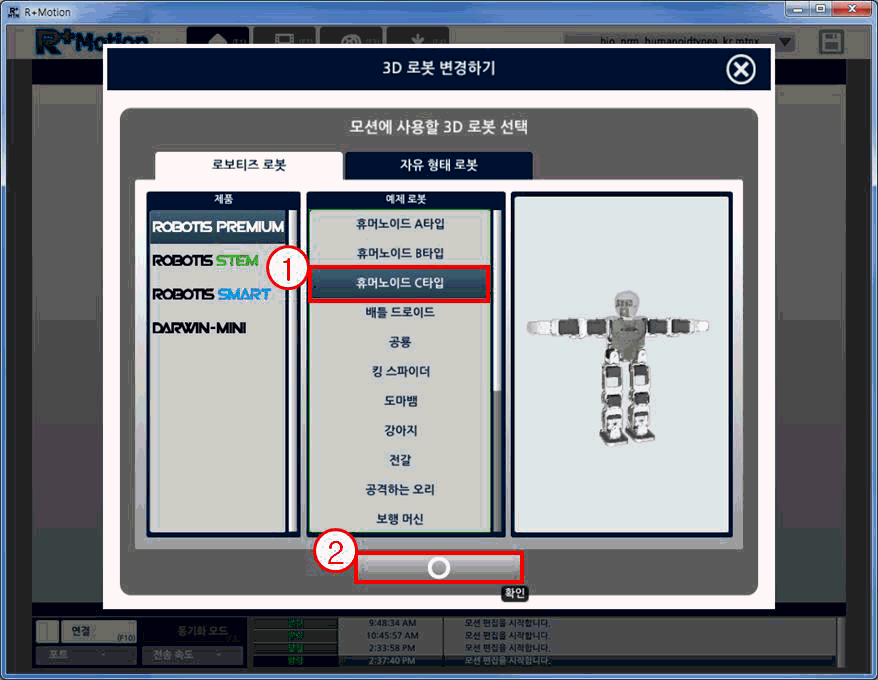 R+Motion
R+Motion
bio_prm_humanoidtypea_kr.mtnx
3D 로봇 변경하기
모션에 사용할 3D 로봇 선택
로보티즈 로봇
자유 형태 로봇
제품
예제 로봇
ROBOTIS PREMIUM
ROBOTIS STEM
ROBOTIS SMART
DARWIN-MINI
휴머노이드 A타입
휴머노이드 B타입
1
휴머노이드 C타입
배틀 드로이드
공룡
킹 스파이더
도마뱀
강아지
전갈
공격하는 오리
보행 머신
2
확인
연결
(F10)
동기화 모드
포트
전송 속도
알림 9:48:34 AM 모션 편집을 시작합니다.
알림 10:45:57 AM 모션 편집을 시작합니다.
알림 2:33:58 PM 모션 편집을 시작합니다.
알림 2:37:40 PM 모션 편집을 시작합니다.